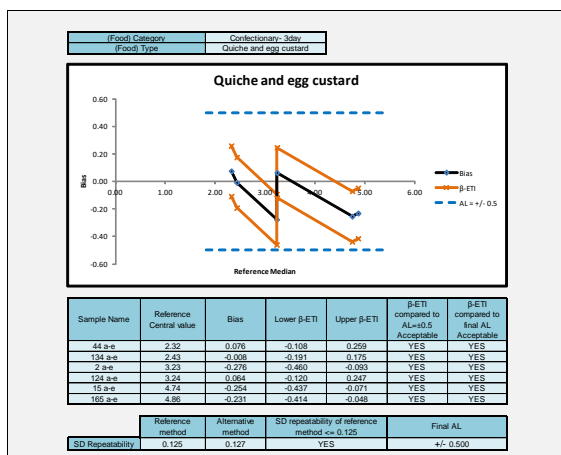 (Food) Category Confectionary- 3day
(Food) Type Quiche and egg custard
Quiche and egg custard
0.60
0.40
0.20
0.00
-0.20
-0.40
-0.60
0.00 1.00 2.00 3.00 4.00 5.00 6.00
Bias
Reference Median
Bias
β-ETI
AL = +/- 0.5
Sample Name Reference Central value Bias Lower β-ETI Upper β-ETI β-ETI compared to AL=±0.5 Acceptable β-ETI compared to final AL Acceptable
44 a-e 2.32 0.076 -0.108 0.259 YES YES
134 a-e 2.43 -0.008 -0.191 0.175 YES YES
2 a-e 3.23 -0.276 -0.460 -0.093 YES YES
124 a-e 3.24 0.064 -0.120 0.247 YES YES
15 a-e 4.74 -0.254 -0.437 -0.071 YES YES
165 a-e 4.86 -0.231 -0.414 -0.048 YES YES
Reference method Alternative method SD repeatability of reference method <= 0.125 Final AL
SD Repeatability 0.125 0.127 YES +/- 0.500